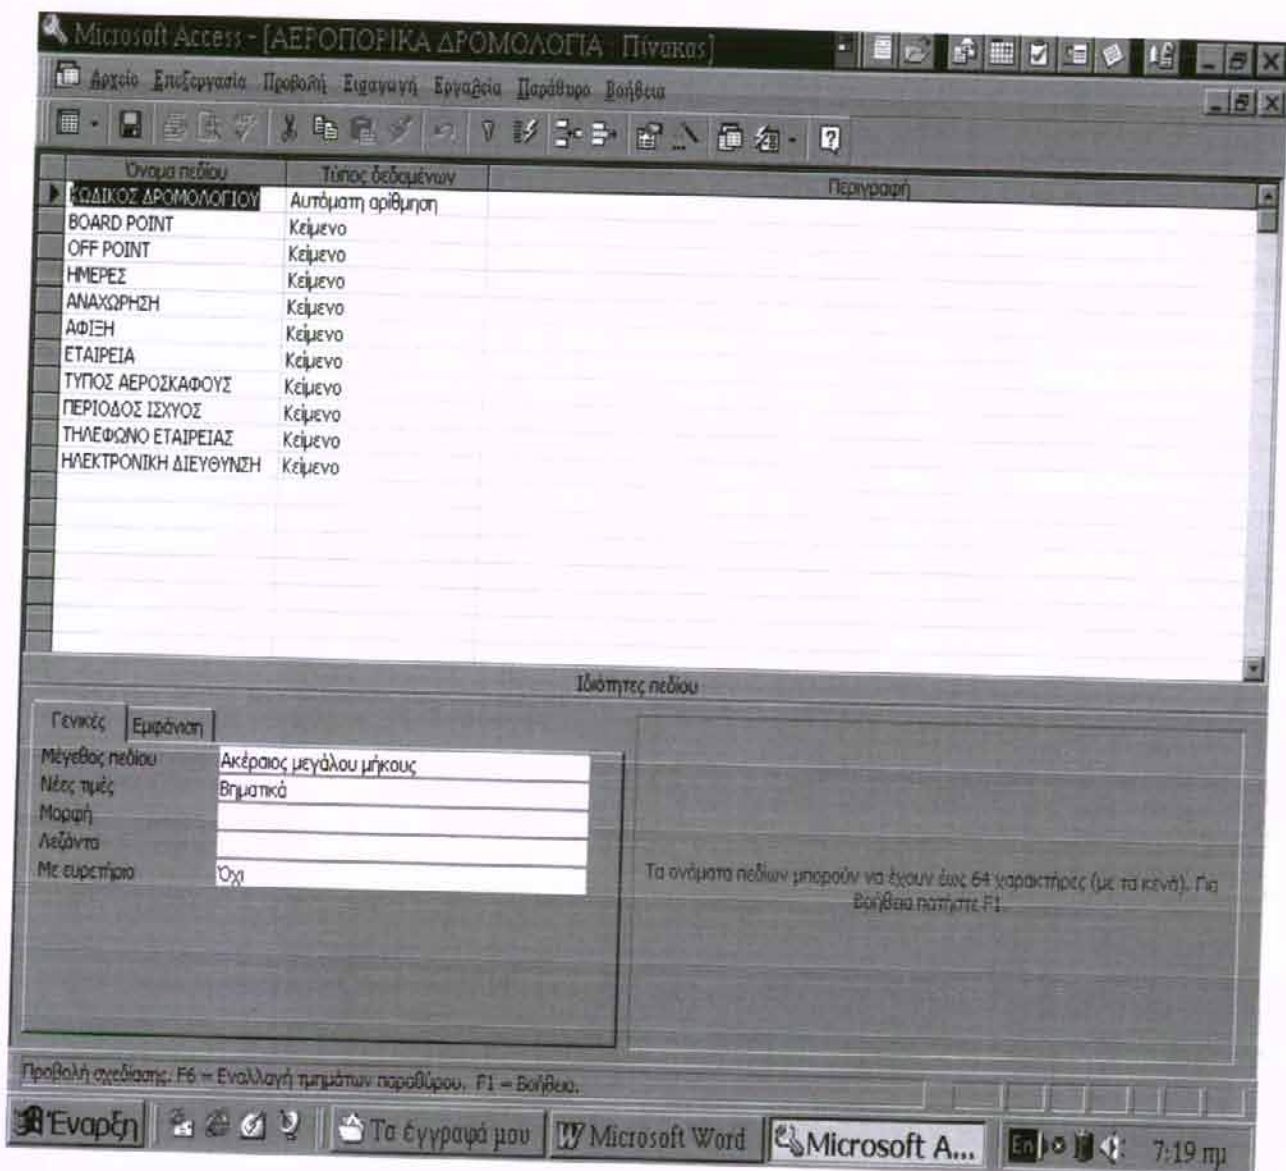 Microsoft Access - [ΑΕΡΟΠΟΡΙΚΑ ΔΡΟΜΟΛΟΓΙΑ : Πίνακας]
Αρχείο Επεξεργασία Προβολή Εισαγωγή Εργαλεία Παράθυρο Βοήθεια
Όνομα πεδίου Τύπος δεδομένων Περιγραφή
ΚΩΔΙΚΟΣ ΔΡΟΜΟΛΟΓΙΟΥ Αυτόματη αρίθμηση
BOARD POINT Κείμενο
OFF POINT Κείμενο
ΗΜΕΡΕΣ Κείμενο
ΑΝΑΧΩΡΗΣΗ Κείμενο
ΑΦΙΞΗ Κείμενο
ΕΤΑΙΡΕΙΑ Κείμενο
ΤΥΠΟΣ ΑΕΡΟΣΚΑΦΟΥΣ Κείμενο
ΠΕΡΙΟΔΟΣ ΙΣΧΥΟΣ Κείμενο
ΤΗΛΕΦΩΝΟ ΕΤΑΙΡΕΙΑΣ Κείμενο
ΗΛΕΚΤΡΟΝΙΚΗ ΔΙΕΥΘΥΝΣΗ Κείμενο
Ιδιότητες πεδίου
Γενικές Εμφάνιση
Μέγεθος πεδίου Ακέραιος μεγάλου μήκους
Νέες τιμές Βηματικά
Μορφή
Λεζάντα
Με ευρετήριο Όχι
Τα ονόματα πεδίων μπορούν να έχουν έως 64 χαρακτήρες (με τα κενά). Για
Βοήθεια πατήστε F1.
Προβολή σχεδίασης. F6 = Εναλλαγή τμημάτων παραθύρου. F1 = Βοήθεια.
Έναρξη Τα έγγραφά μου Microsoft Word Microsoft A... En 7:19 πμ